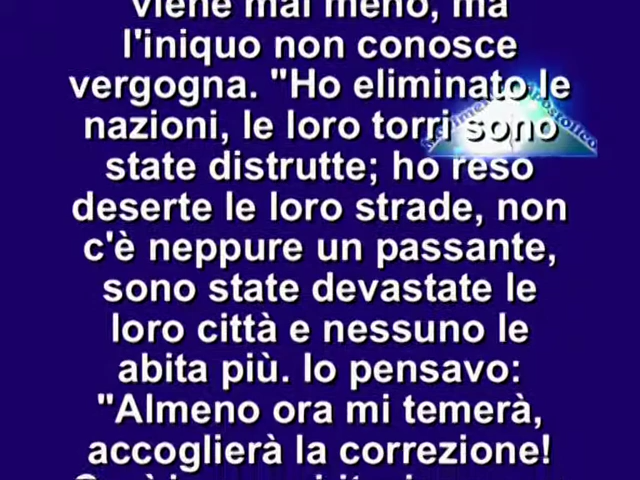 viene mai meno, ma
l'iniquo non conosce
vergogna. "Ho eliminato le
nazioni, le loro torri sono
state distrutte; ho reso
deserte le loro strade, non
c'è neppure un passante,
sono state devastate le
loro città e nessuno le
abita più. Io pensavo:
"Almeno ora mi temerà,
accoglierà la correzione!